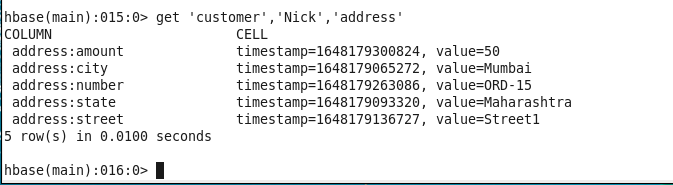 hbase(main):015:0> get 'customer','Nick','address'
COLUMN                CELL
 address:amount       timestamp=1648179300824, value=50
 address:city         timestamp=1648179065272, value=Mumbai
 address:number       timestamp=1648179263086, value=ORD-15
 address:state        timestamp=1648179093320, value=Maharashtra
 address:street       timestamp=1648179136727, value=Street1
5 row(s) in 0.0100 seconds
hbase(main):016:0>